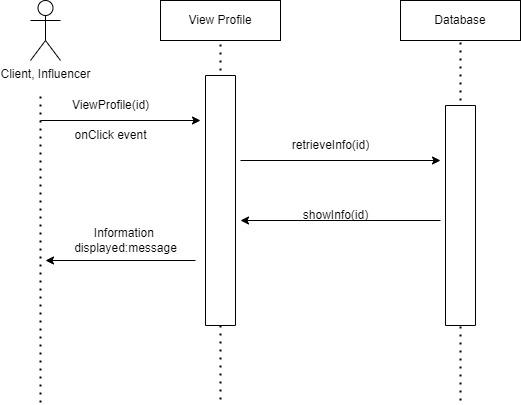 View Profile
Database
Client, Influencer
ViewProfile(id)
onClick event
retrieveInfo(id)
showInfo(id)
Information
displayed:message